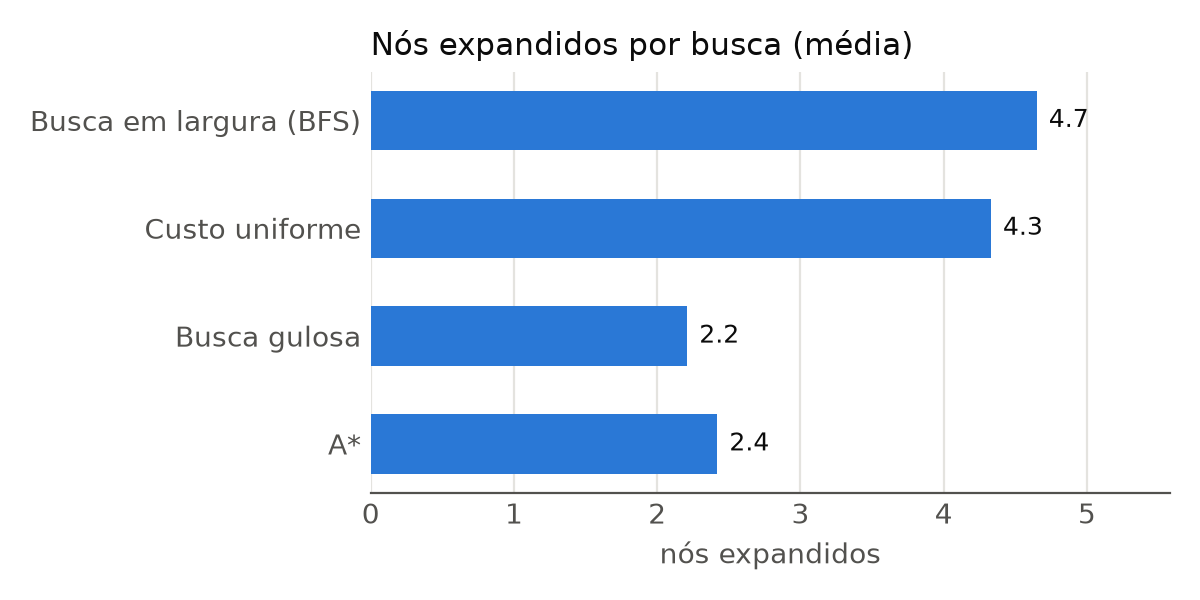 Nós expandidos por busca (média)
Busca em largura (BFS)
4.7
Custo uniforme
4.3
Busca gulosa
2.2
A*
2.4
0 1 2 3 4 5
nós expandidos